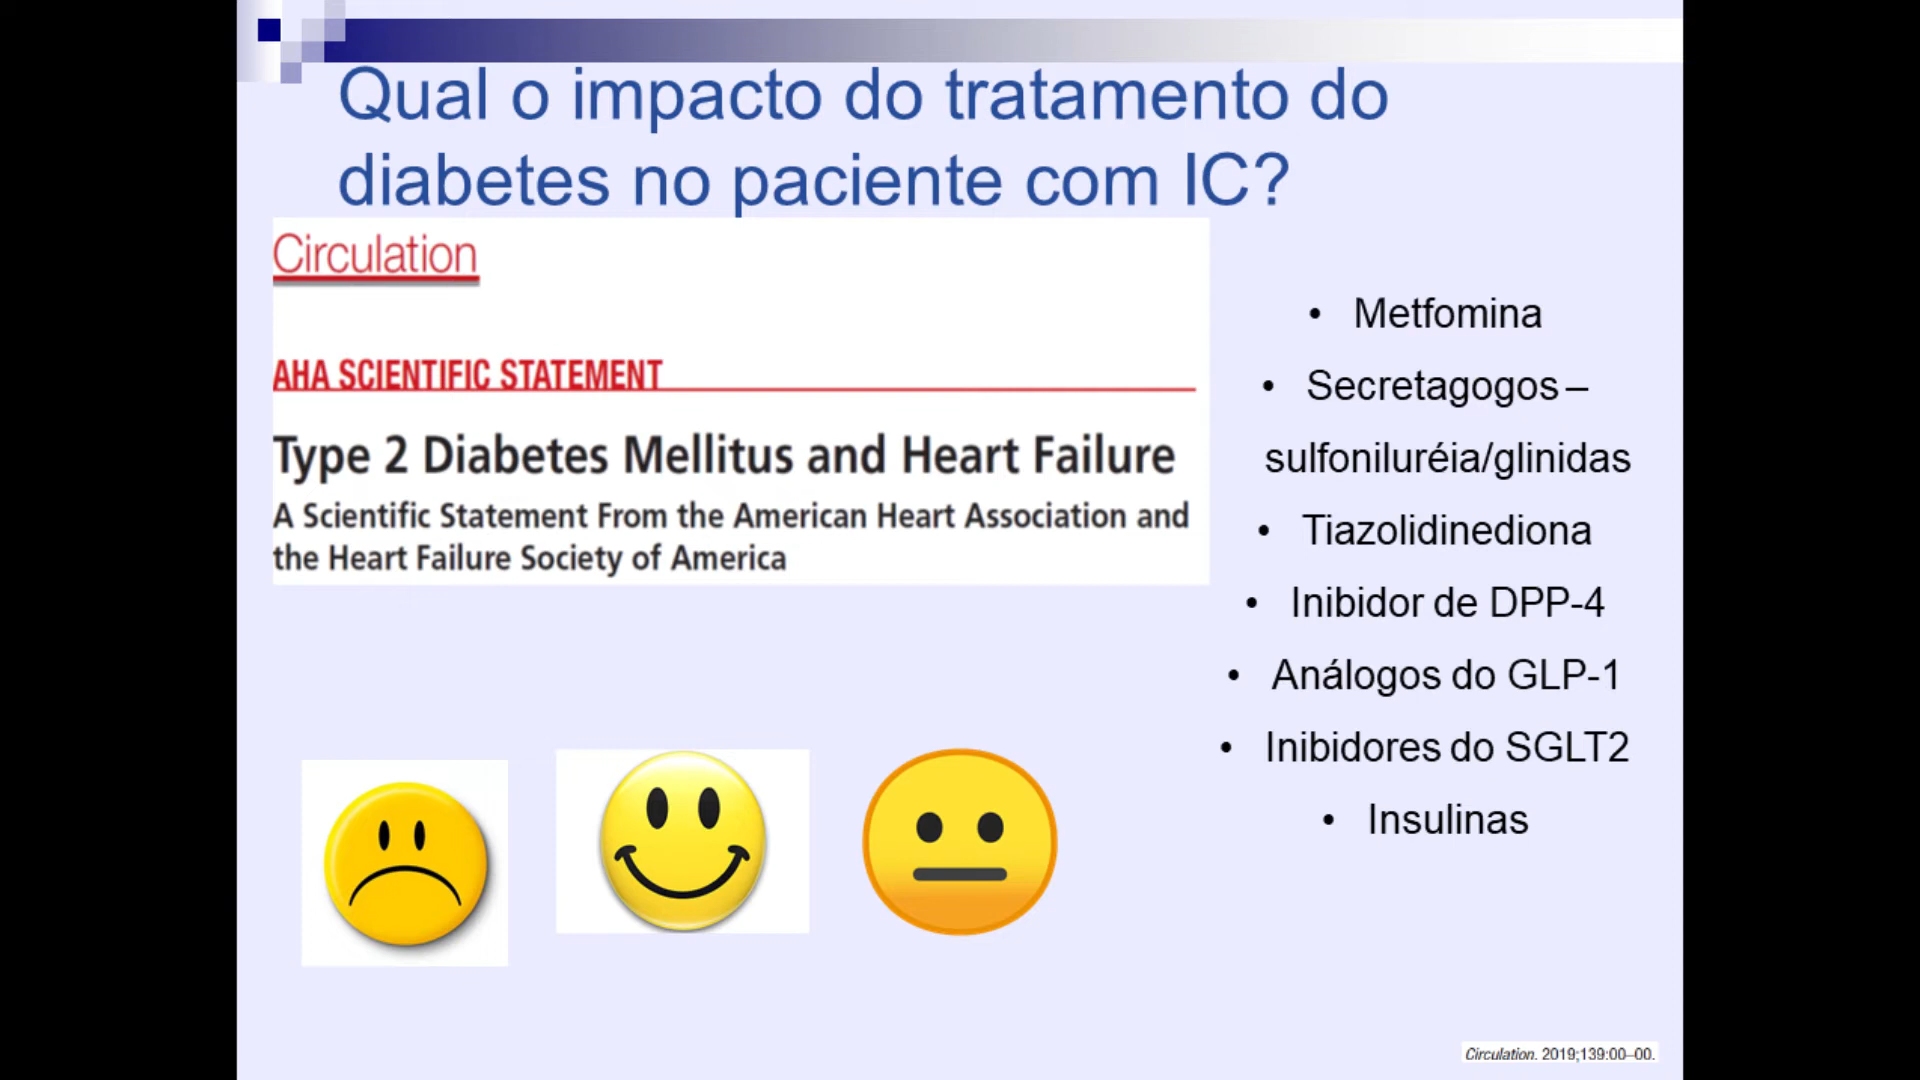 Qual o impacto do tratamento do
diabetes no paciente com IC?
Circulation
AHA SCIENTIFIC STATEMENT
Type 2 Diabetes Mellitus and Heart Failure
A Scientific Statement From the American Heart Association and
the Heart Failure Society of America
• Metfomina
• Secretagogos –
sulfoniluréia/glinidas
• Tiazolidinediona
• Inibidor de DPP-4
• Análogos do GLP-1
• Inibidores do SGLT2
• Insulinas
Circulation. 2019;139:00–00.